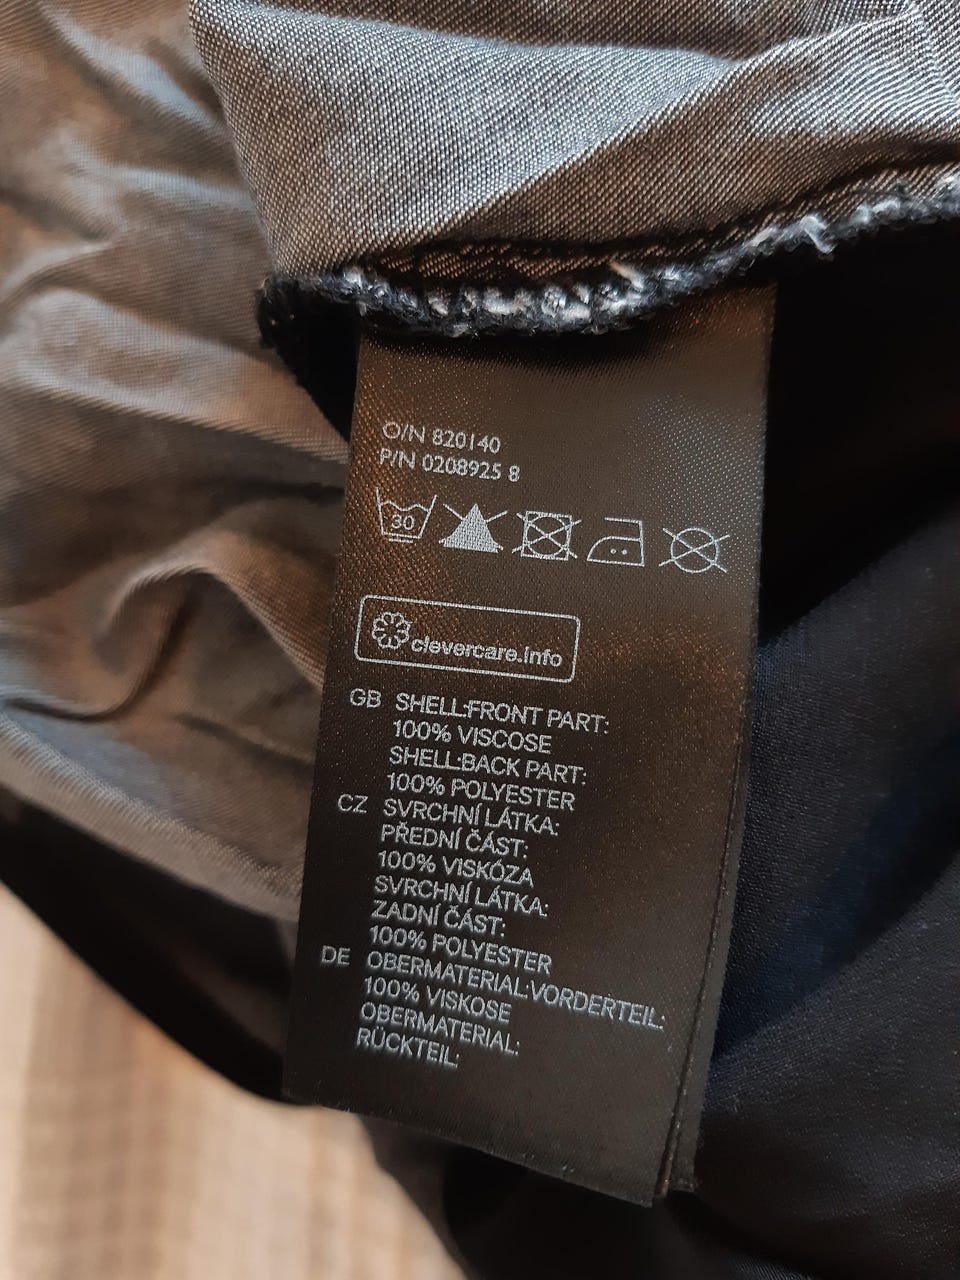 O/N 820140
P/N 0208925 8
30
clevercare.info
GB SHELL:FRONT PART:
100% VISCOSE
SHELL:BACK PART:
100% POLYESTER
CZ SVRCHNÍ LÁTKA:
PŘEDNÍ ČÁST:
100% VISKÓZA
SVRCHNÍ LÁTKA:
ZADNÍ ČÁST:
100% POLYESTER
DE OBERMATERIAL:VORDERTEIL:
100% VISKOSE
OBERMATERIAL:
RÜCKTEIL: